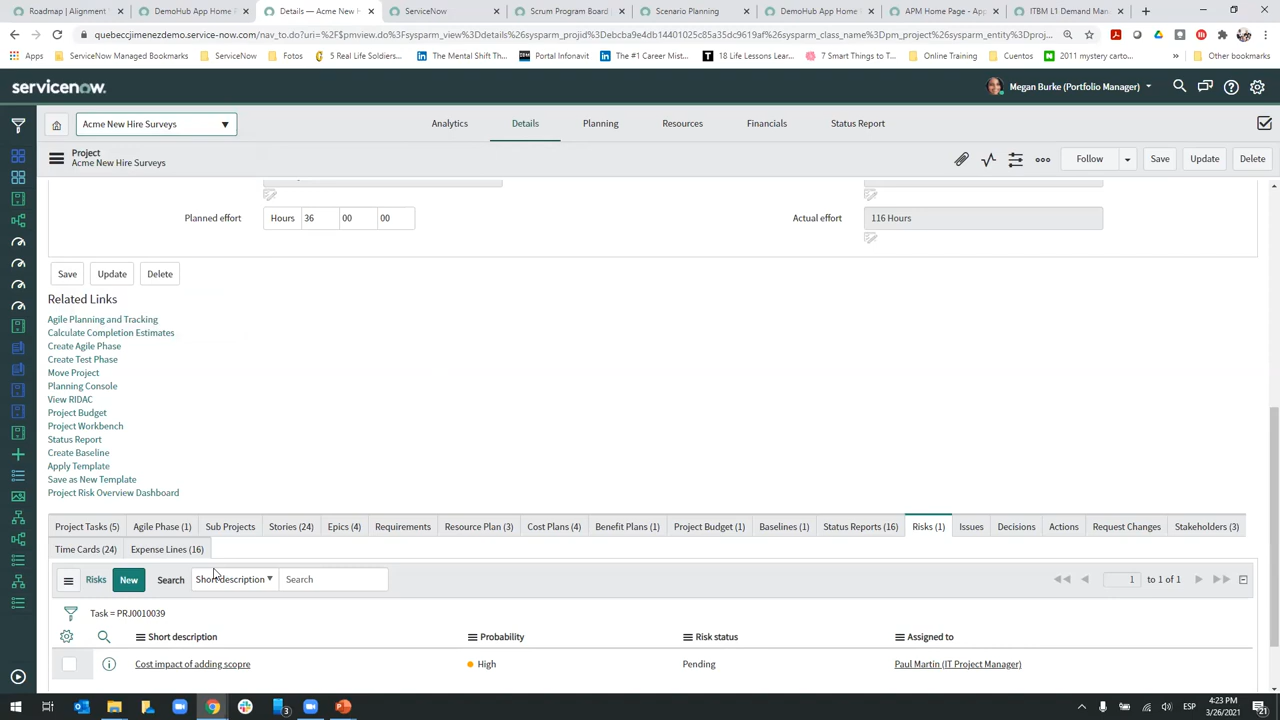 Roadmap | Alignment
DemoHub App Home P
Details — Acme New H
ServiceNow
Scrum Program Board |
Scenario Planning
DemoHub App Home P
APM Home Page - App
ITBM L1 Demand Man
quebeccjimenezdemo.service-now.com/nav_to.do?uri=%2F$pmview.do%3Fsysparm_view%3Ddetails%26sysparm_projid%3Debcba9e4db14401025c85a3cd9619af%26sysparm_class_name%3Dpm_project%26sysparm_entity%3Dproj...
Apps
ServiceNow Managed Bookmarks
ServiceNow
Fotos
5 Real Life Soldiers...
The Mental Shift Th...
Portal Infonavit
The #1 Career Mist...
18 Life Lessons Lear...
7 Smart Things to T...
Online Training
Cuentos
2011 mystery carto...
Other bookmarks
servicenow.
Megan Burke (Portfolio Manager)
Acme New Hire Surveys
Analytics
Details
Planning
Resources
Financials
Status Report
Project
Acme New Hire Surveys
Follow
Save
Update
Delete
Planned effort
Hours 36 00 00
Actual effort
116 Hours
Save
Update
Delete
Related Links
Agile Planning and Tracking
Calculate Completion Estimates
Create Agile Phase
Create Test Phase
Move Project
Planning Console
View RIDAC
Project Budget
Project Workbench
Status Report
Create Baseline
Apply Template
Save as New Template
Project Risk Overview Dashboard
Project Tasks (5)
Agile Phase (1)
Sub Projects
Stories (24)
Epics (4)
Requirements
Resource Plan (3)
Cost Plans (4)
Benefit Plans (1)
Project Budget (1)
Baselines (1)
Status Reports (16)
Risks (1)
Issues
Decisions
Actions
Request Changes
Stakeholders (3)
Time Cards (24)
Expense Lines (16)
Risks
New
Search
Short description
Search
1 to 1 of 1
Task = PRJ0010039
Short description
Probability
Risk status
Assigned to
Cost impact of adding scopre
High
Pending
Paul Martin (IT Project Manager)
3
ESP
4:23 PM
3/26/2021
21